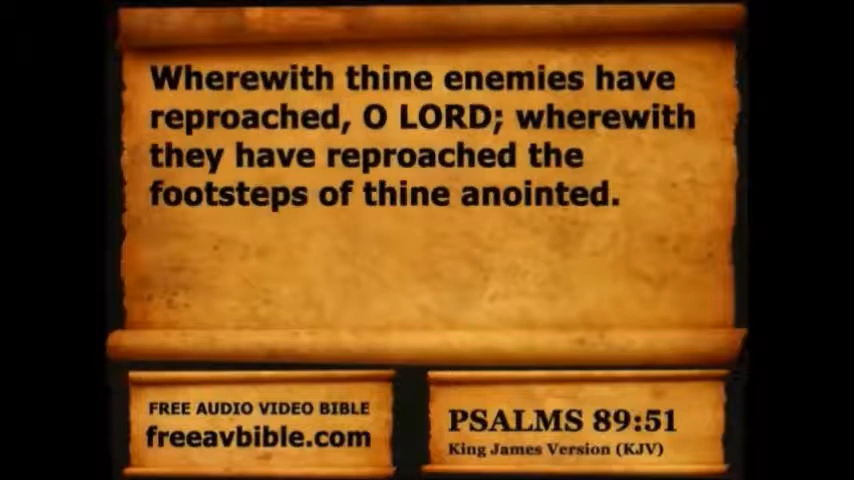 Wherewith thine enemies have
reproached, O LORD; wherewith
they have reproached the
footsteps of thine anointed.
FREE AUDIO VIDEO BIBLE
freeavbible.com
PSALMS 89:51
King James Version (KJV)